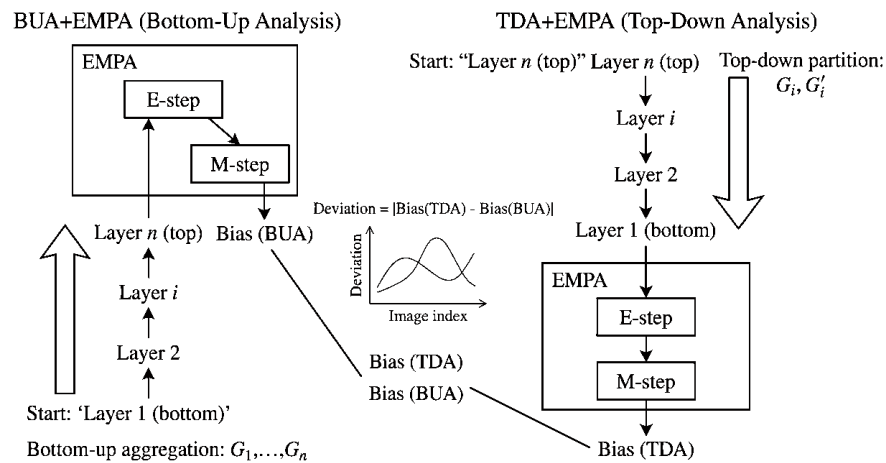 BUA+EMPA (Bottom-Up Analysis)
EMPA
E-step
M-step
Layer n (top)
Bias (BUA)
Layer i
Layer 2
Start: ‘Layer 1 (bottom)’
Bottom-up aggregation: G₁,…,Gₙ
Deviation = |Bias(TDA) - Bias(BUA)|
Deviation
Image index
Bias (TDA)
Bias (BUA)
TDA+EMPA (Top-Down Analysis)
Start: “Layer n (top)” Layer n (top)
Top-down partition:
Gᵢ, G′ᵢ
Layer i
Layer 2
Layer 1 (bottom)
EMPA
E-step
M-step
Bias (TDA)